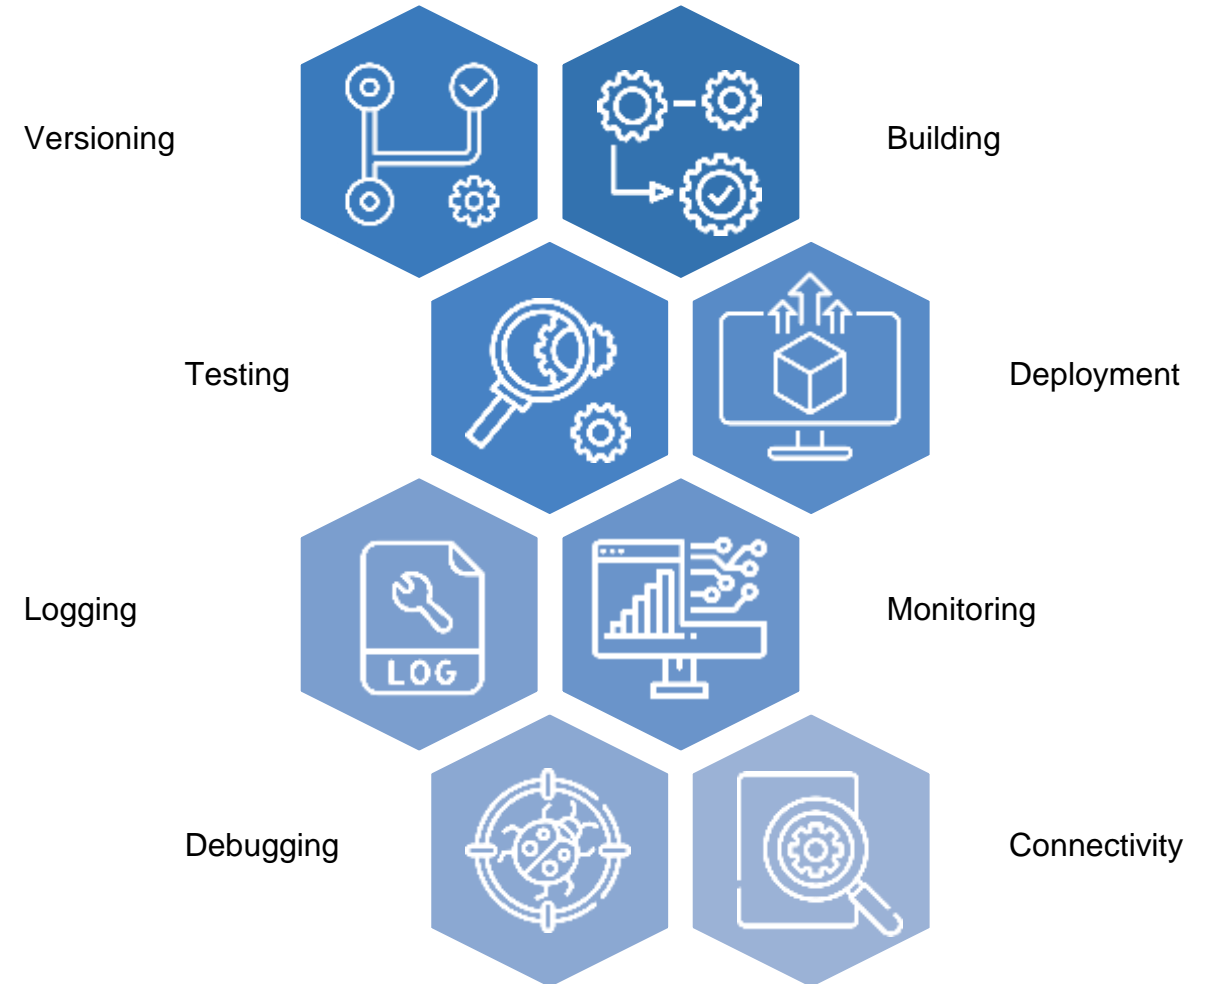 Versioning
Building
Testing
Deployment
LOG
Logging
Monitoring
Debugging
Connectivity